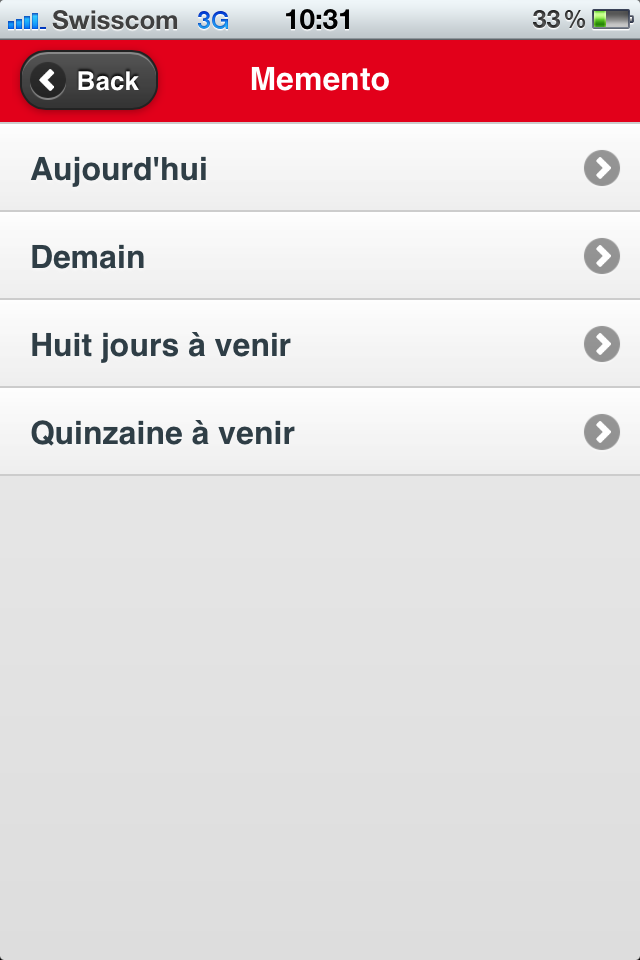 Swisscom 3G 10:31 33 %
Back Memento
Aujourd'hui
Demain
Huit jours à venir
Quinzaine à venir